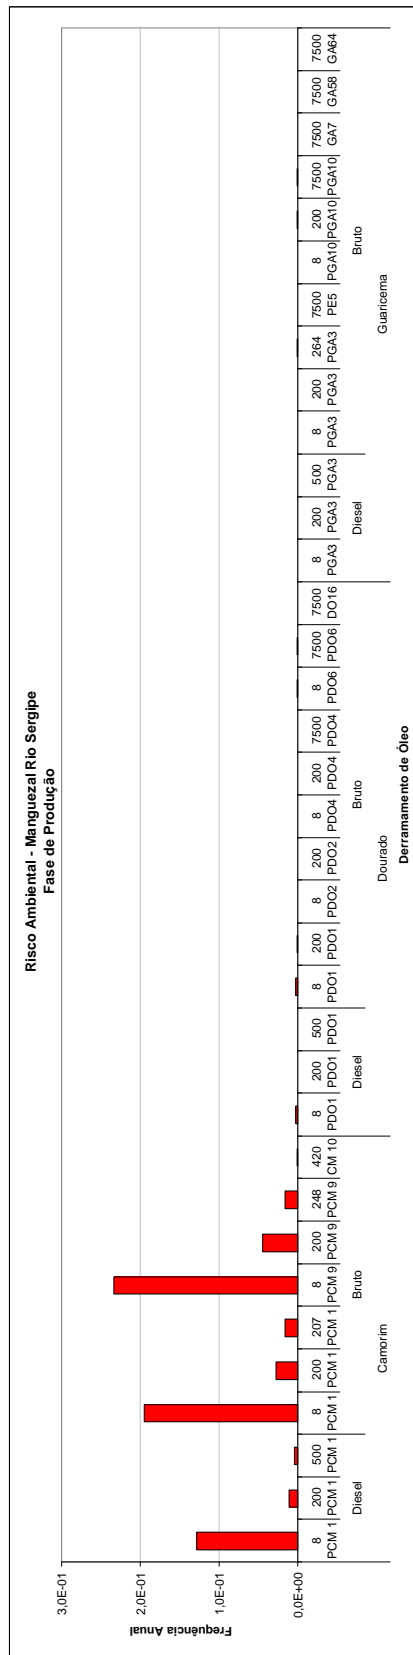 Risco Ambiental - Manguezal Rio Sergipe
Fase de Produção
Frequência Anual
3,0E-01
2,0E-01
1,0E-01
0,0E+00
8 200 500 8 200 207 8 200 248 420 8 200 500 8 200 8 200 8 200 7500 8 7500 7500 8 200 500 8 200 264 7500 8 200 7500 7500 7500 7500
PCM 1 PCM 1 PCM 1 PCM 1 PCM 1 PCM 1 PCM 9 PCM 9 PCM 9 CM 10 PDO1 PDO1 PDO1 PDO1 PDO1 PDO2 PDO2 PDO4 PDO4 PDO4 PDO6 PDO6 DO16 PGA3 PGA3 PGA3 PGA3 PGA3 PGA3 PE5 PGA10 PGA10 PGA10 GA7 GA58 GA64
Diesel Bruto Diesel Bruto Diesel Bruto
Camorim Dourado Guaricema
Derramamento de Óleo